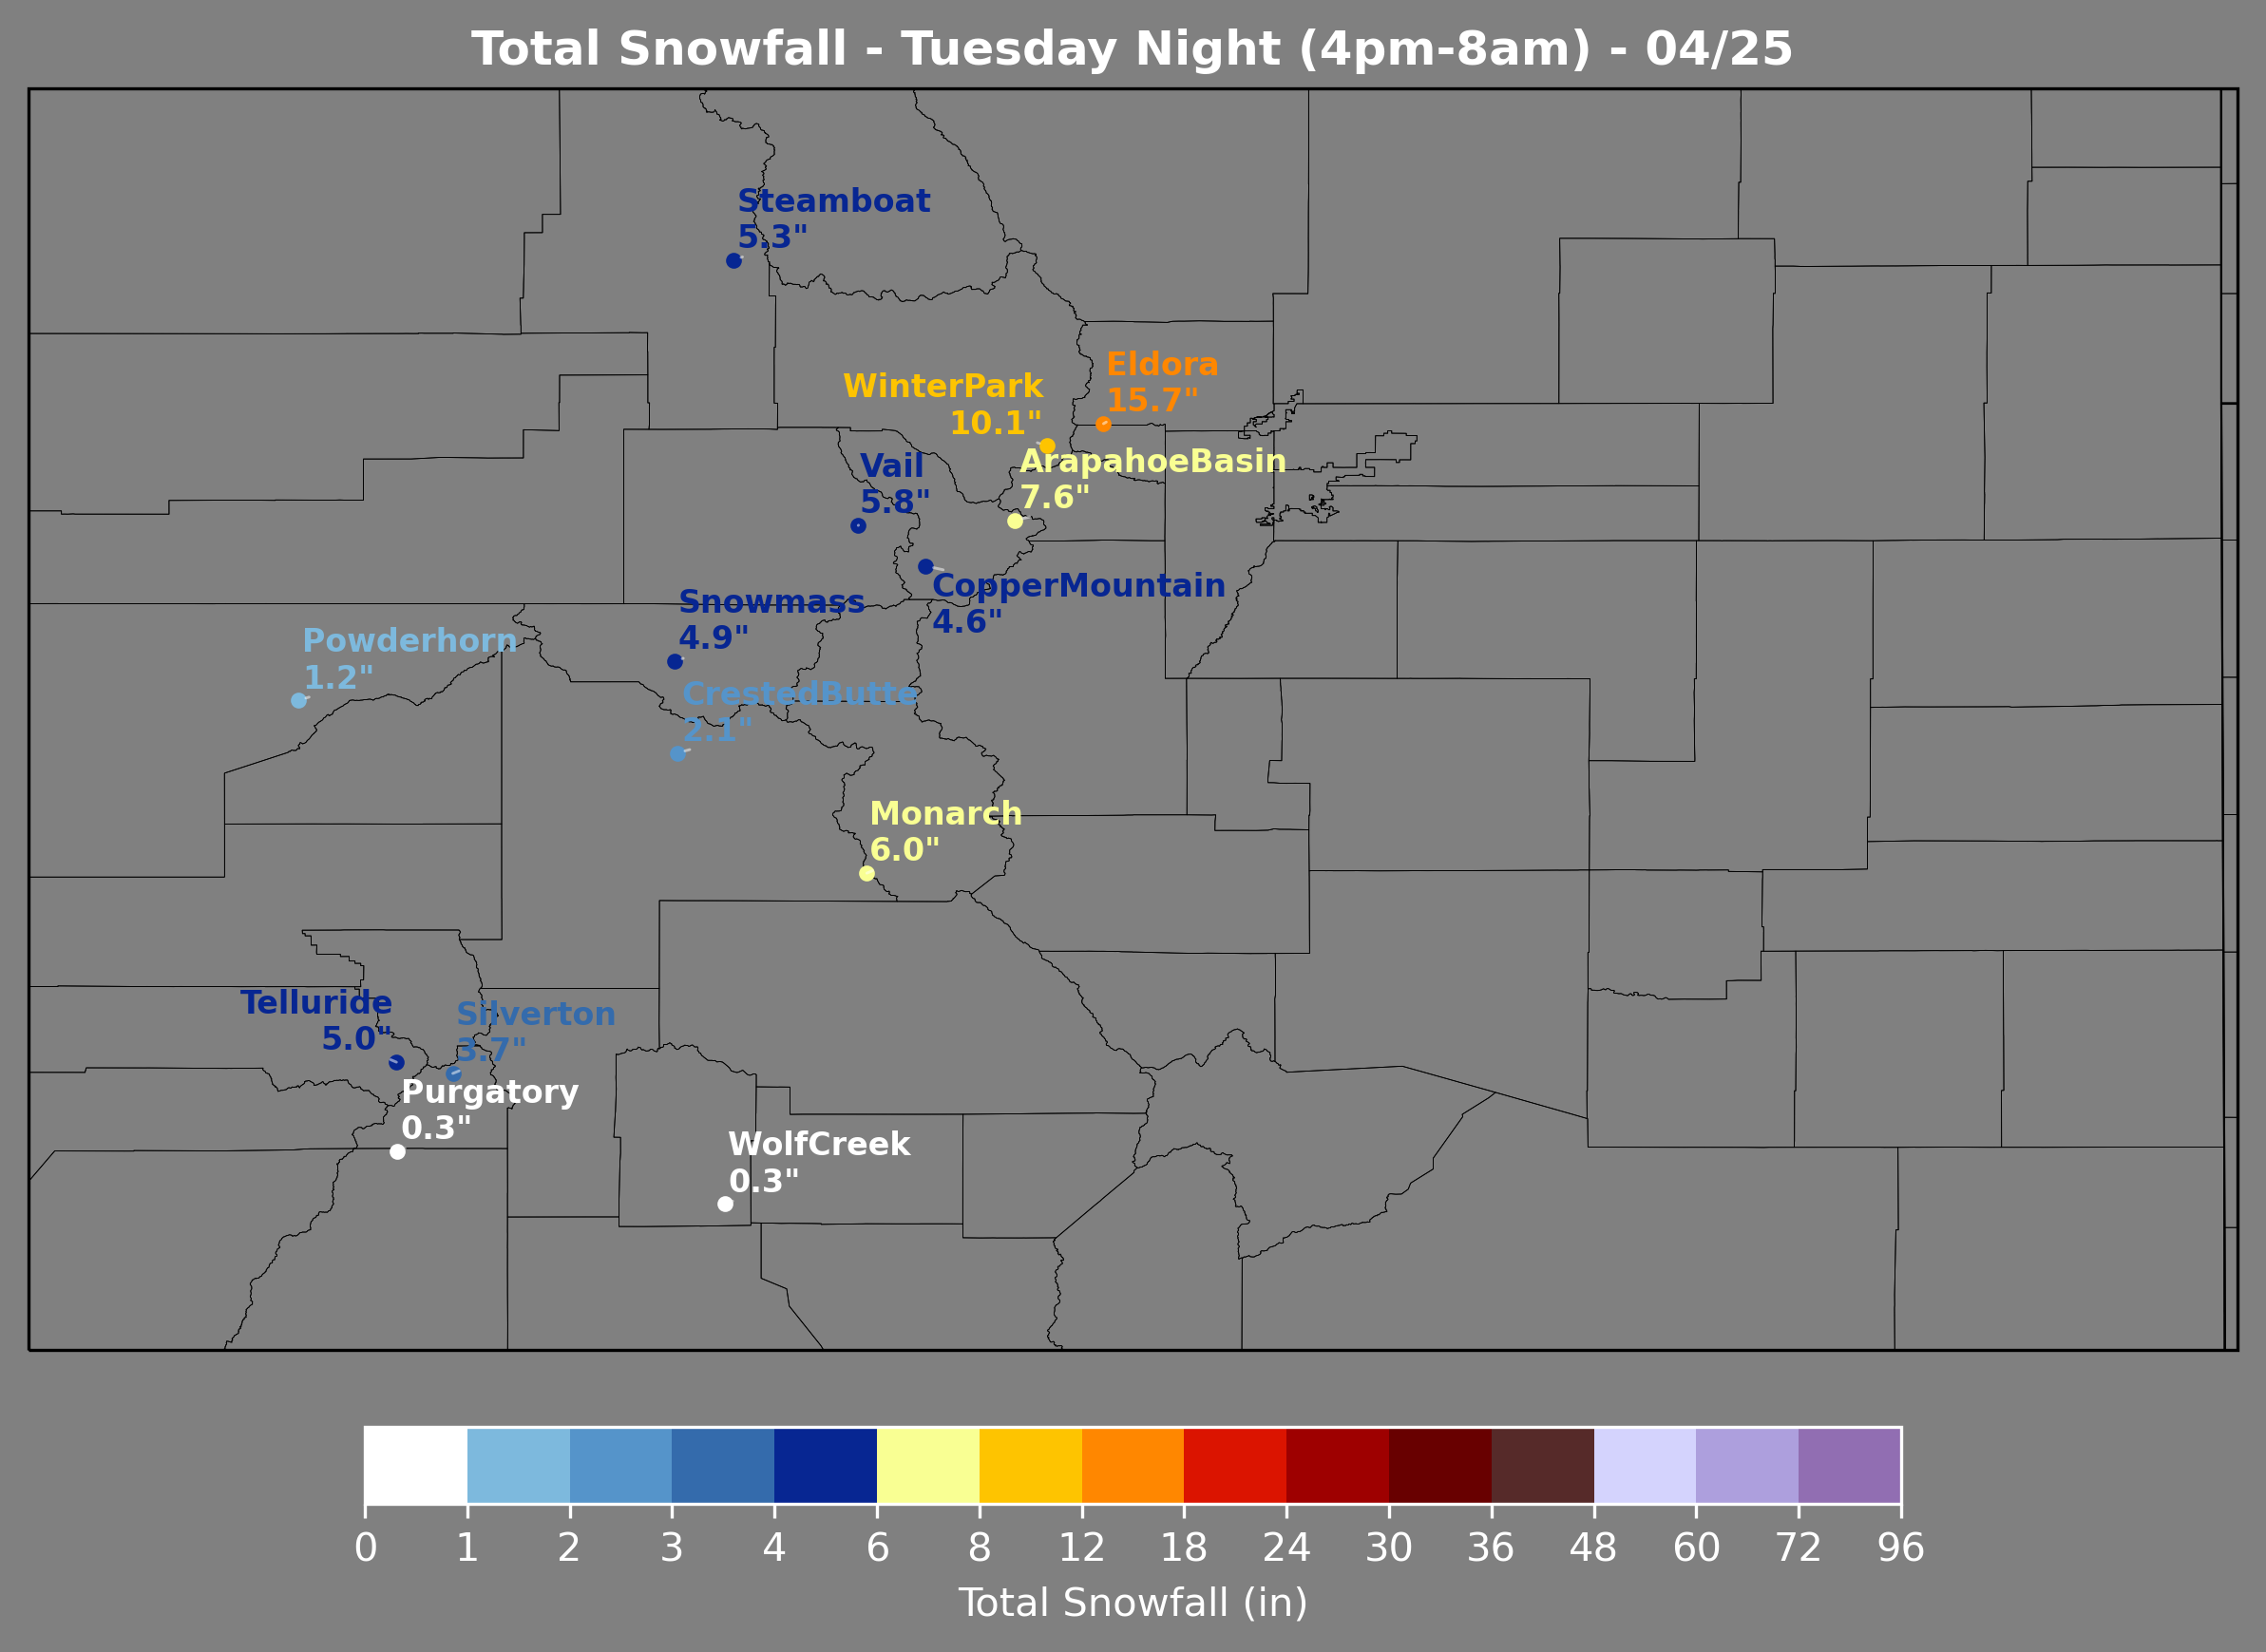 Total Snowfall - Tuesday Night (4pm-8am) - 04/25
Steamboat
5.3"
Eldora
15.7"
WinterPark
10.1"
ArapahoeBasin
7.6"
Vail
5.8"
CopperMountain
4.6"
Snowmass
4.9"
Powderhorn
1.2"
CrestedButte
2.1"
Monarch
6.0"
Telluride
5.0"
Silverton
3.7"
Purgatory
0.3"
WolfCreek
0.3"
0 1 2 3 4 6 8 12 18 24 30 36 48 60 72 96
Total Snowfall (in)